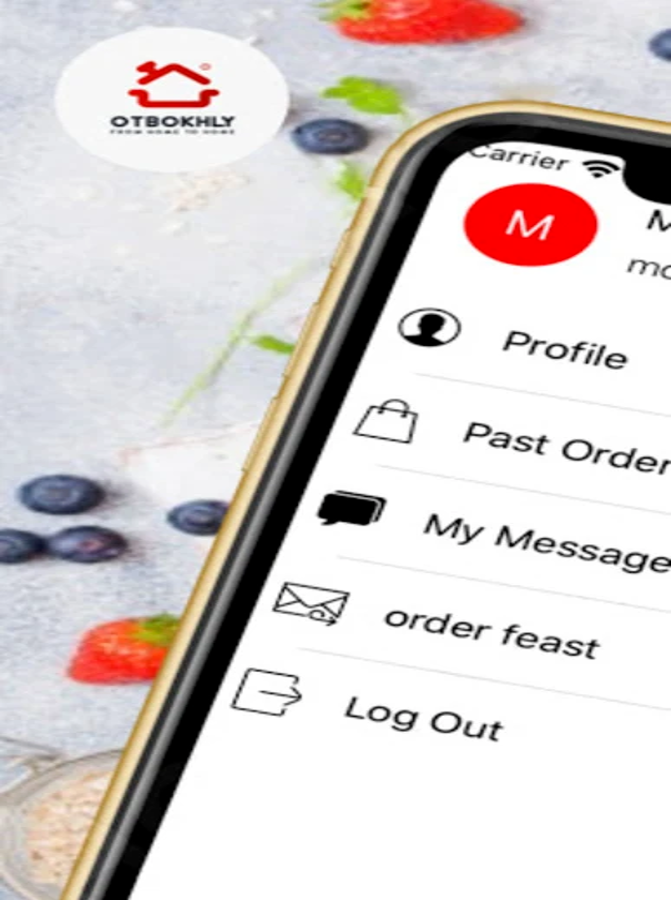 OTBOKHLY
FROM HOME TO HOME
Carrier
M
M
mo
Profile
Past Order
My Message
order feast
Log Out